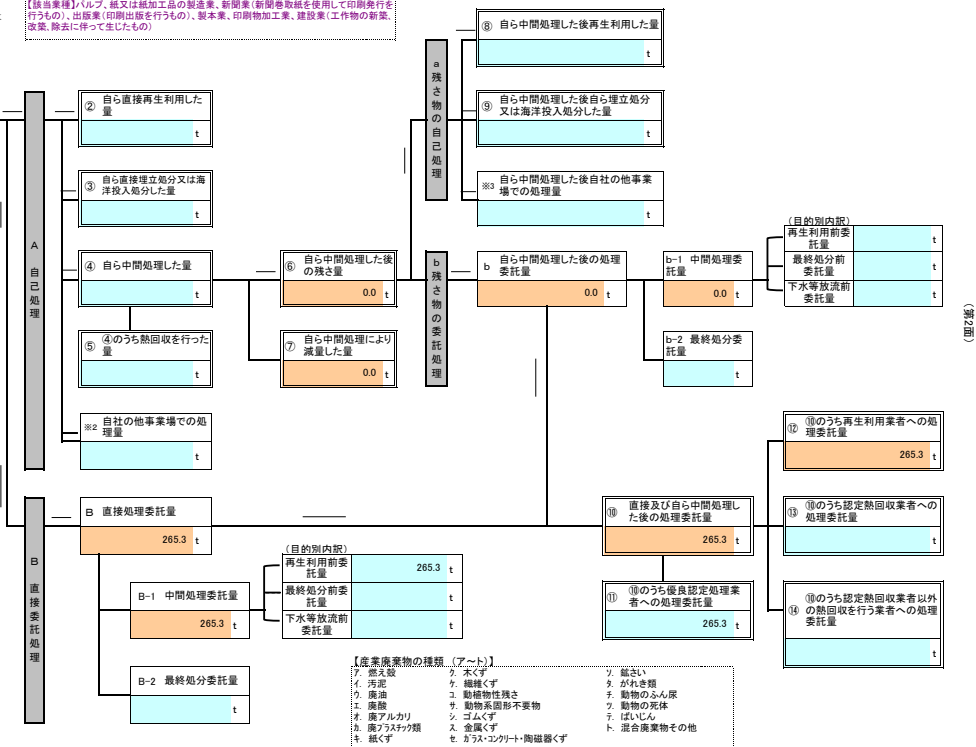 【該当業種】パルプ、紙又は紙加工品の製造業、新聞業(新聞巻取紙を使用して印刷発行を
行うもの)、出版業(印刷出版を行うもの)、製本業、印刷物加工業、建設業(工作物の新築、
改築、除去に伴って生じたもの)
⑧ 自ら中間処理した後再生利用した量
t
a 残さ物の自己処理
② 自ら直接再生利用した
量
t
⑨ 自ら中間処理した後自ら埋立処分
又は海洋投入処分した量
t
③ 自ら直接埋立処分又は海
洋投入処分した量
t
※3 自ら中間処理した後自社の他事業
場での処理量
t
A 自己処理
④ 自ら中間処理した量
t
⑥ 自ら中間処理した後
の残さ量
0.0 t
b 残さ物の委託処理
b 自ら中間処理した後の処理
委託量
0.0 t
b-1 中間処理委
託量
0.0 t
(目的別内訳)
再生利用前委
託量
t
最終処分前
委託量
t
下水等放流前
委託量
t
(第2面)
⑤ ④のうち熱回収を行った
量
t
⑦ 自ら中間処理により
減量した量
0.0 t
b-2 最終処分委
託量
t
※2 自社の他事業場での処
理量
t
⑫ ⑩のうち再生利用業者への処
理委託量
265.3 t
B 直接委託処理
B 直接処理委託量
265.3 t
⑩ 直接及び自ら中間処理し
た後の処理委託量
265.3 t
⑬ ⑩のうち認定熱回収業者への
処理委託量
t
(目的別内訳)
再生利用前委
託量
265.3 t
最終処分前委
託量
t
下水等放流前
委託量
t
B-1 中間処理委託量
265.3 t
⑪ ⑩のうち優良認定処理業
者への処理委託量
265.3 t
⑭ ⑩のうち認定熱回収業者以外
の熱回収を行う業者への処理
委託量
t
B-2 最終処分委託量
t
【産業廃棄物の種類 (ア~ト)】
ア. 燃え殻 ク. 木くず ソ. 鉱さい
イ. 汚泥 ケ. 繊維くず タ. がれき類
ウ. 廃油 コ. 動植物性残さ チ. 動物のふん尿
エ. 廃酸 サ. 動物系固形不要物 ツ. 動物の死体
オ. 廃アルカリ シ. ゴムくず テ. ばいじん
カ. 廃プラスチック類 ス. 金属くず ト. 混合廃棄物その他
キ. 紙くず セ. ガラス・コンクリート・陶磁器くず